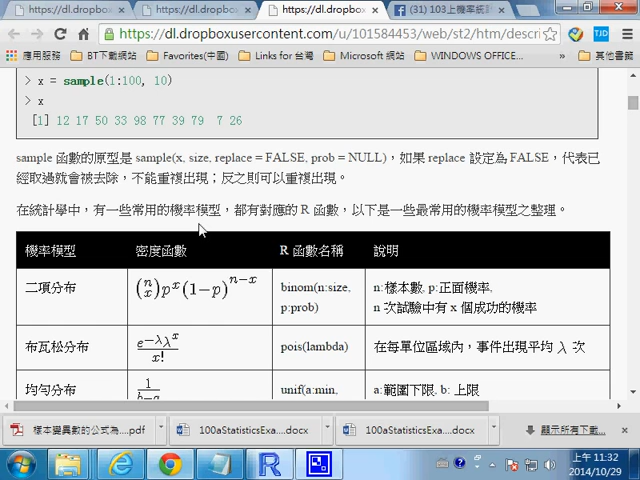 https://dl.dropbox
https://dl.dropbox
https://dl.dropbox
(31) 103上機率統計
https://dl.dropboxusercontent.com/u/101584453/web/st2/htm/descri
應用服務
BT下載網站
Favorites(中國)
Links for 台灣
Microsoft 網站
WINDOWS OFFICE...
其他書籤
> x = sample(1:100, 10)
> x
[1] 12 17 50 33 98 77 39 79 7 26
sample 函數的原型是 sample(x, size, replace = FALSE, prob = NULL)，如果 replace 設定為 FALSE，代表已
經取過就會被去除，不能重複出現；反之則可以重複出現。
在統計學中，有一些常用的機率模型，都有對應的 R 函數，以下是一些最常用的機率模型之整理。
機率模型 密度函數 R 函數名稱 說明
二項分布 (n x) p^x (1−p)^{n−x} binom(n:size, p:prob) n:樣本數, p:正面機率,
n 次試驗中有 x 個成功的機率
布瓦松分布 e^{−λ}λ^x / x! pois(lambda) 在每單位區域內，事件出現平均 λ 次
均勻分布 1 / b−a unif(a:min, a:範圍下限, b: 上限
樣本變異數的公式為....pdf
100aStatisticsExa....docx
100aStatisticsExa....docx
顯示所有下載...
上午 11:32
2014/10/29